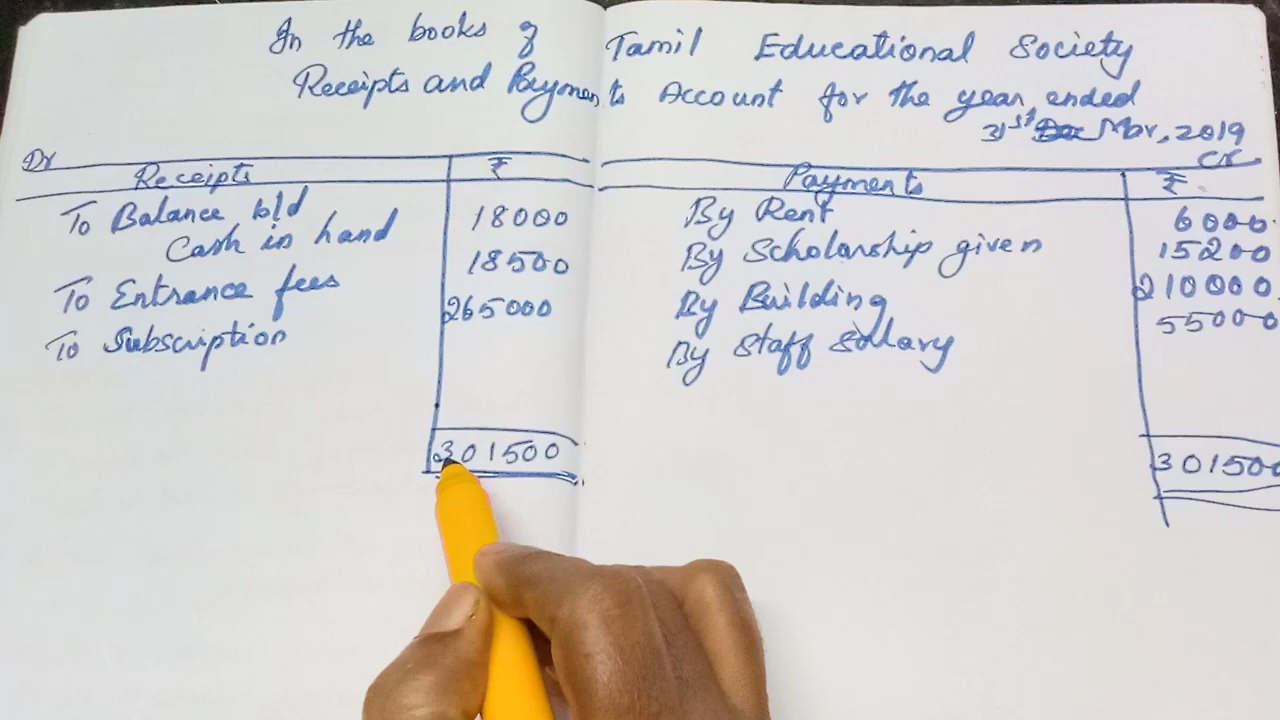 In the books of Tamil Educational Society
Receipts and Payments Account for the year ended
31st Mar, 2019
Dr
Cr
Receipts ₹
To Balance b/d
Cash in hand 18000
To Entrance fees 18500
To Subscription 265000
301500
Payments ₹
By Rent 6000
By Scholarship given 15200
By Building 210000
By Staff Salary 55000
301500